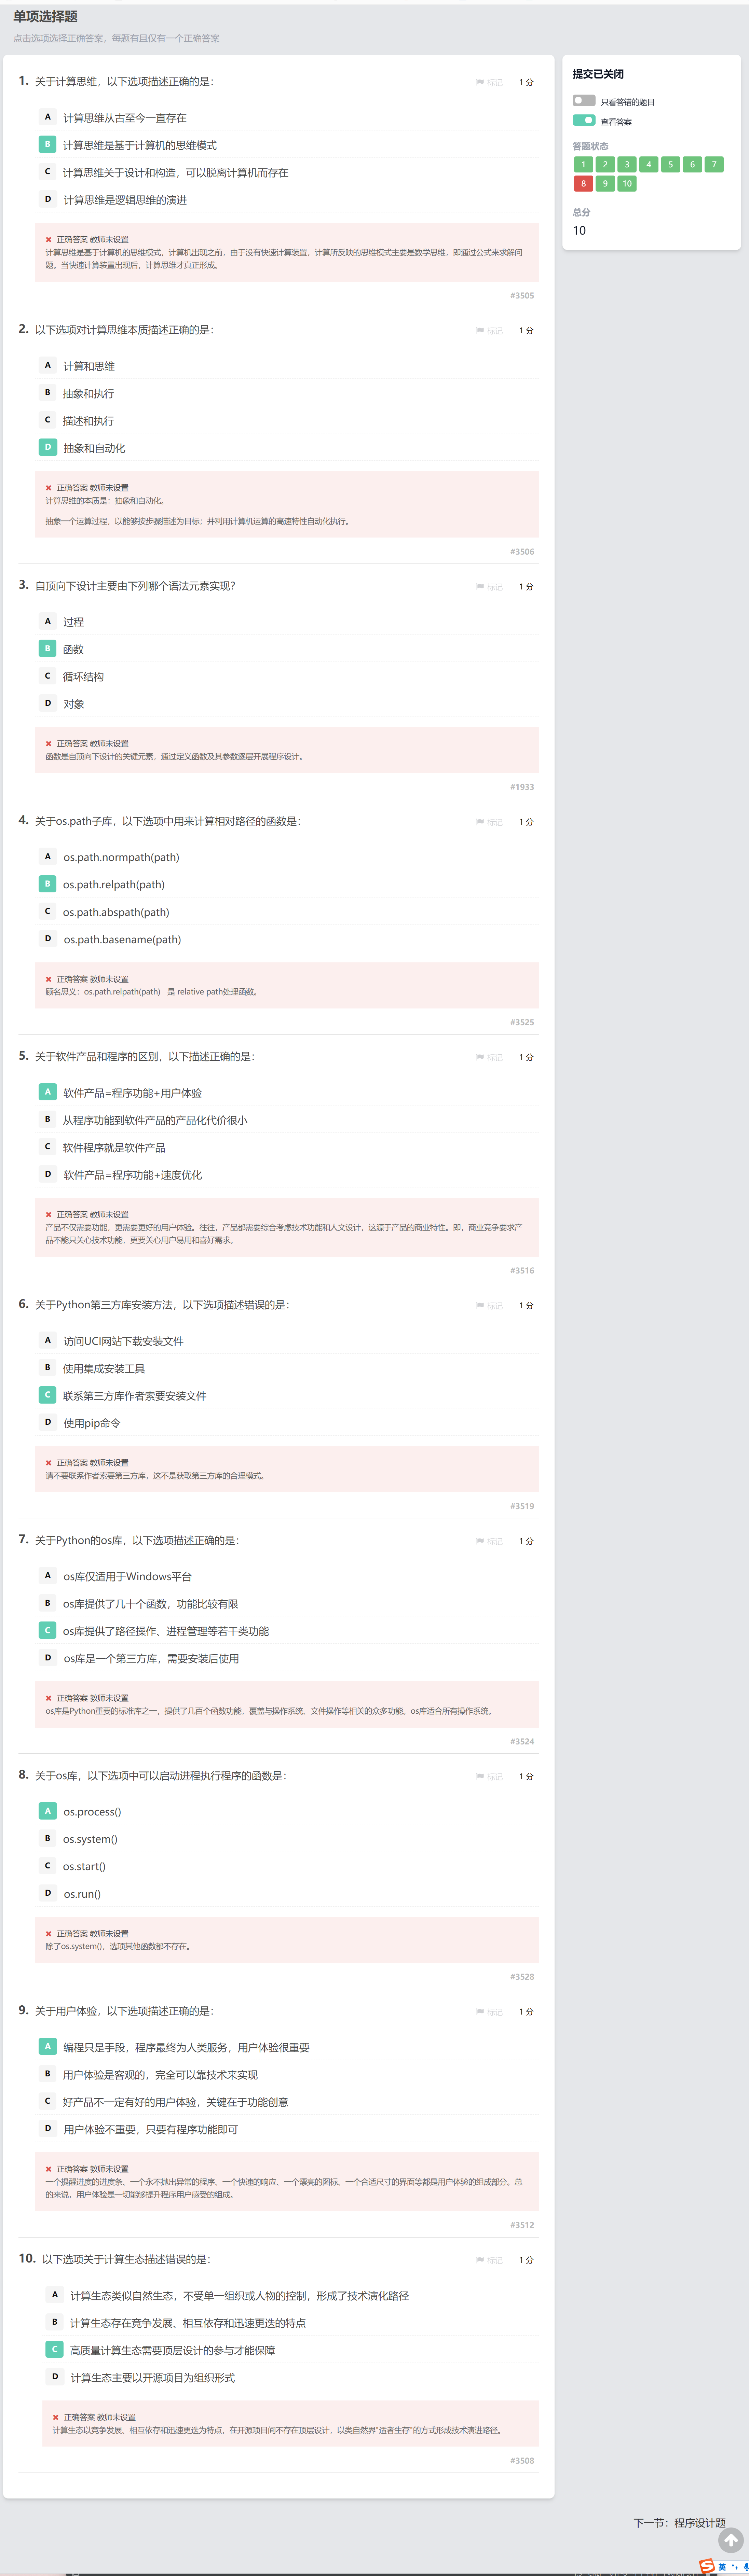 单项选择题
点击选项选择正确答案，每题有且仅有一个正确答案
1. 关于计算思维，以下选项描述正确的是： 标记 1 分
A 计算思维从古至今一直存在
B 计算思维是基于计算机的思维模式
C 计算思维关于设计和构造，可以脱离计算机而存在
D 计算思维是逻辑思维的演进
正确答案 教师未设置
计算思维是基于计算机的思维模式，计算机出现之前，由于没有快速计算装置，计算所反映的思维模式主要是数学思维，即通过公式来求解问
题。当快速计算装置出现后，计算思维才真正形成。
#3505
2. 以下选项对计算思维本质描述正确的是： 标记 1 分
A 计算和思维
B 抽象和执行
C 描述和执行
D 抽象和自动化
正确答案 教师未设置
计算思维的本质是：抽象和自动化。
抽象一个运算过程，以能够按步骤描述为目标；并利用计算机运算的高速特性自动化执行。
#3506
3. 自顶向下设计主要由下列哪个语法元素实现？ 标记 1 分
A 过程
B 函数
C 循环结构
D 对象
正确答案 教师未设置
函数是自顶向下设计的关键元素，通过定义函数及其参数逐层开展程序设计。
#1933
4. 关于os.path子库，以下选项中用来计算相对路径的函数是： 标记 1 分
A os.path.normpath(path)
B os.path.relpath(path)
C os.path.abspath(path)
D os.path.basename(path)
正确答案 教师未设置
顾名思义：os.path.relpath(path) 是 relative path处理函数。
#3525
5. 关于软件产品和程序的区别，以下描述正确的是： 标记 1 分
A 软件产品=程序功能+用户体验
B 从程序功能到软件产品的产品化代价很小
C 软件程序就是软件产品
D 软件产品=程序功能+速度优化
正确答案 教师未设置
产品不仅需要功能，更需要更好的用户体验。往往，产品都需要综合考虑技术功能和人文设计，这源于产品的商业特性。即，商业竞争要求产
品不能只关心技术功能，更要关心用户易用和喜好需求。
#3516
6. 关于Python第三方库安装方法，以下选项描述错误的是： 标记 1 分
A 访问UCI网站下载安装文件
B 使用集成安装工具
C 联系第三方库作者索要安装文件
D 使用pip命令
正确答案 教师未设置
请不要联系作者索要第三方库，这不是获取第三方库的合理模式。
#3519
7. 关于Python的os库，以下选项描述正确的是： 标记 1 分
A os库仅适用于Windows平台
B os库提供了几十个函数，功能比较有限
C os库提供了路径操作、进程管理等若干类功能
D os库是一个第三方库，需要安装后使用
正确答案 教师未设置
os库是Python重要的标准库之一，提供了几百个函数功能，覆盖与操作系统、文件操作等相关的众多功能。os库适合所有操作系统。
#3524
8. 关于os库，以下选项中可以启动进程执行程序的函数是： 标记 1 分
A os.process()
B os.system()
C os.start()
D os.run()
正确答案 教师未设置
除了os.system()，选项其他函数都不存在。
#3528
9. 关于用户体验，以下选项描述正确的是： 标记 1 分
A 编程只是手段，程序最终为人类服务，用户体验很重要
B 用户体验是客观的，完全可以靠技术来实现
C 好产品不一定有好的用户体验，关键在于功能创意
D 用户体验不重要，只要有程序功能即可
正确答案 教师未设置
一个提醒进度的进度条、一个永不抛出异常的程序、一个快速的响应、一个漂亮的图标、一个合适尺寸的界面等都是用户体验的组成部分。总
的来说，用户体验是一切能够提升程序用户感受的组成。
#3512
10. 以下选项关于计算生态描述错误的是： 标记 1 分
A 计算生态类似自然生态，不受单一组织或人物的控制，形成了技术演化路径
B 计算生态存在竞争发展、相互依存和迅速更迭的特点
C 高质量计算生态需要顶层设计的参与才能保障
D 计算生态主要以开源项目为组织形式
正确答案 教师未设置
计算生态以竞争发展、相互依存和迅速更迭为特点，在开源项目间不存在顶层设计，以类自然界“适者生存”的方式形成技术演进路径。
#3508
提交已关闭
只看答错的题目
查看答案
答题状态
1 2 3 4 5 6 7
8 9 10
总分
10
下一节：程序设计题
S 英